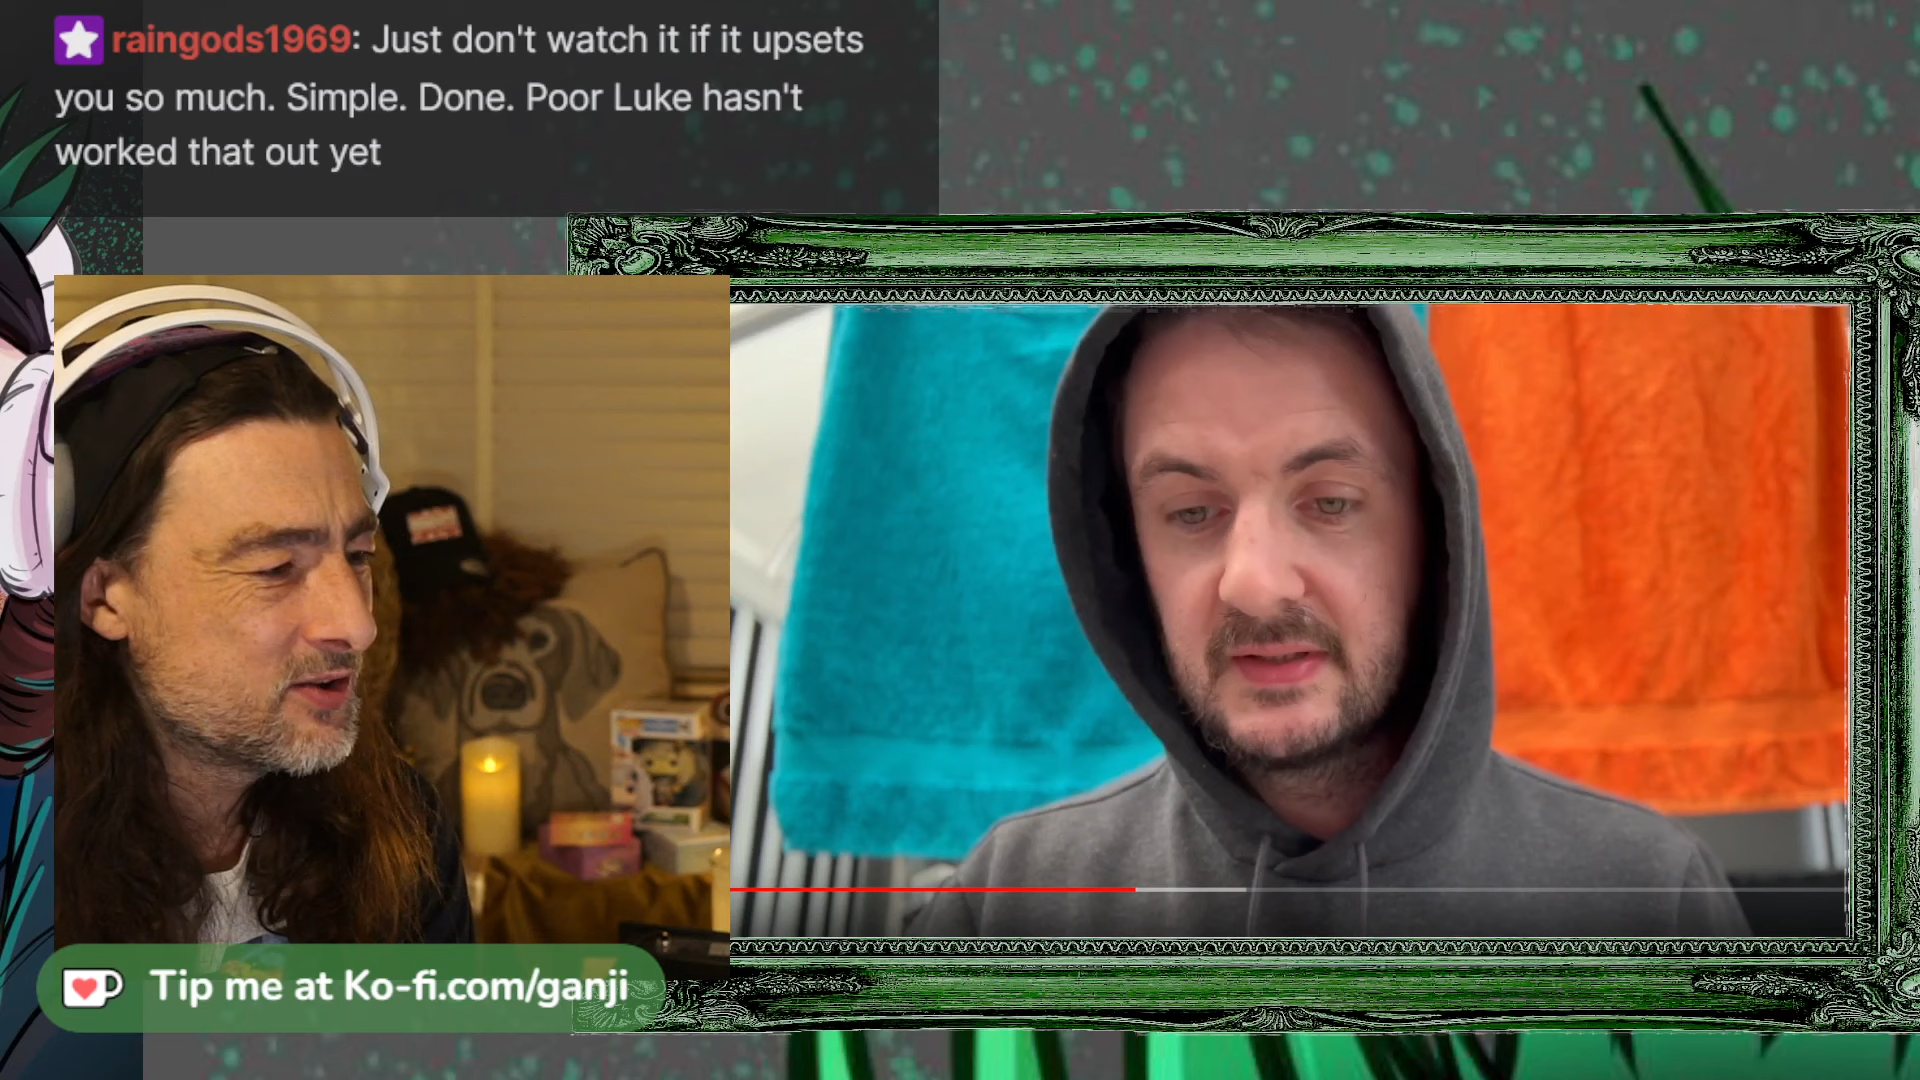 raingods1969: Just don't watch it if it upsets
you so much. Simple. Done. Poor Luke hasn't
worked that out yet
Tip me at Ko-fi.com/ganji